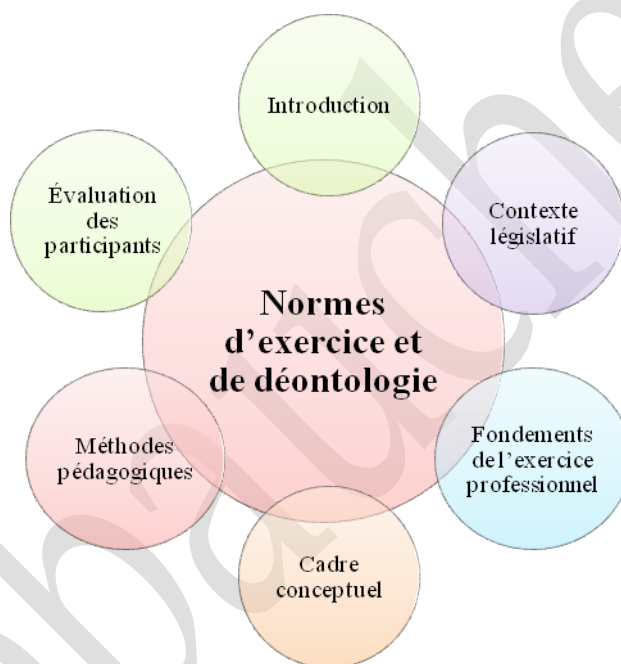 Introduction
Contexte
législatif
Fondements
de l'exercice
professionnel
Cadre
conceptuel
Méthodes
pédagogiques
Évaluation
des
participants
Normes
d'exercice et
de déontologie